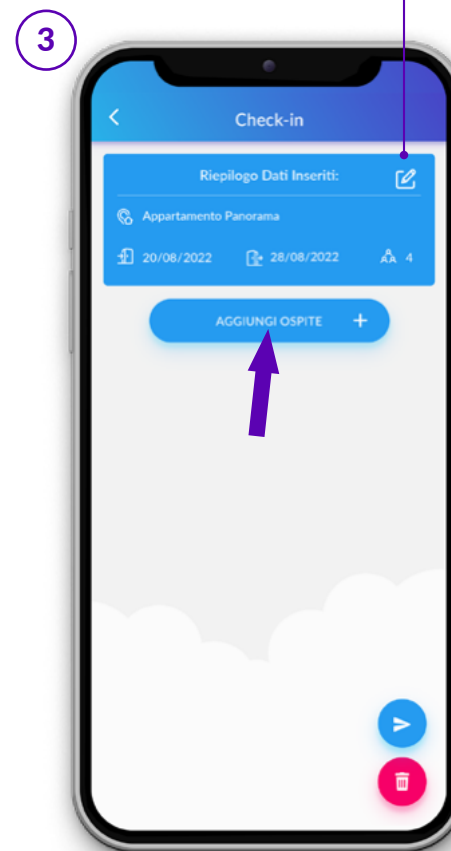 3
Check-in
Riepilogo Dati Inseriti:
Appartamento Panorama
20/08/2022 28/08/2022 4
AGGIUNGI OSPITE +